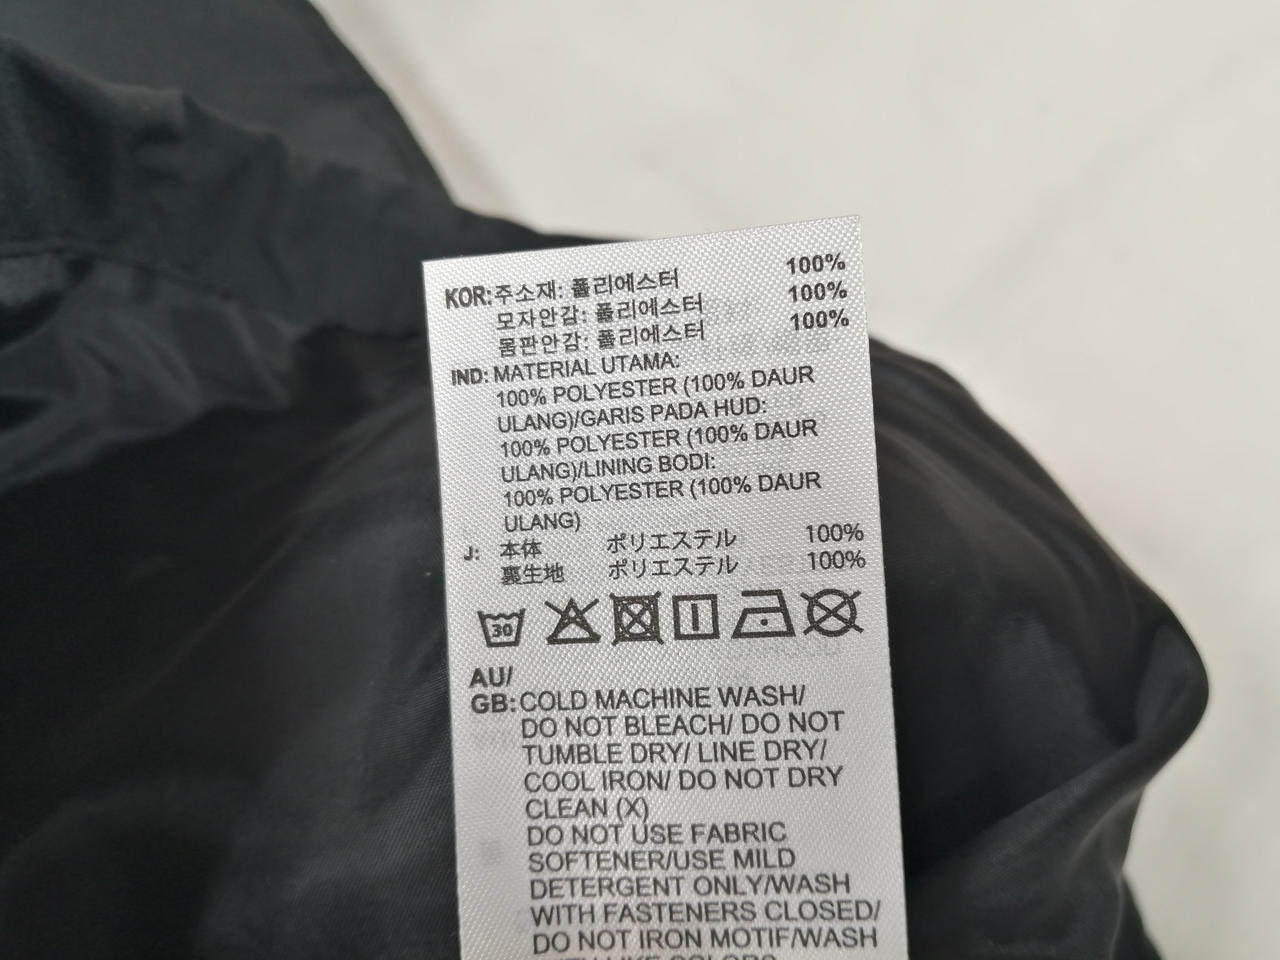 KOR: 주소재: 폴리에스터 100%
모자안감: 폴리에스터 100%
몸판안감: 폴리에스터 100%
IND: MATERIAL UTAMA:
100% POLYESTER (100% DAUR
ULANG)/GARIS PADA HUD:
100% POLYESTER (100% DAUR
ULANG)/LINING BODI:
100% POLYESTER (100% DAUR
ULANG)
J: 本体 ポリエステル 100%
裏生地 ポリエステル 100%
30
AU/
GB: COLD MACHINE WASH/
DO NOT BLEACH/ DO NOT
TUMBLE DRY/ LINE DRY/
COOL IRON/ DO NOT DRY
CLEAN (X)
DO NOT USE FABRIC
SOFTENER/USE MILD
DETERGENT ONLY/WASH
WITH FASTENERS CLOSED/
DO NOT IRON MOTIF/WASH